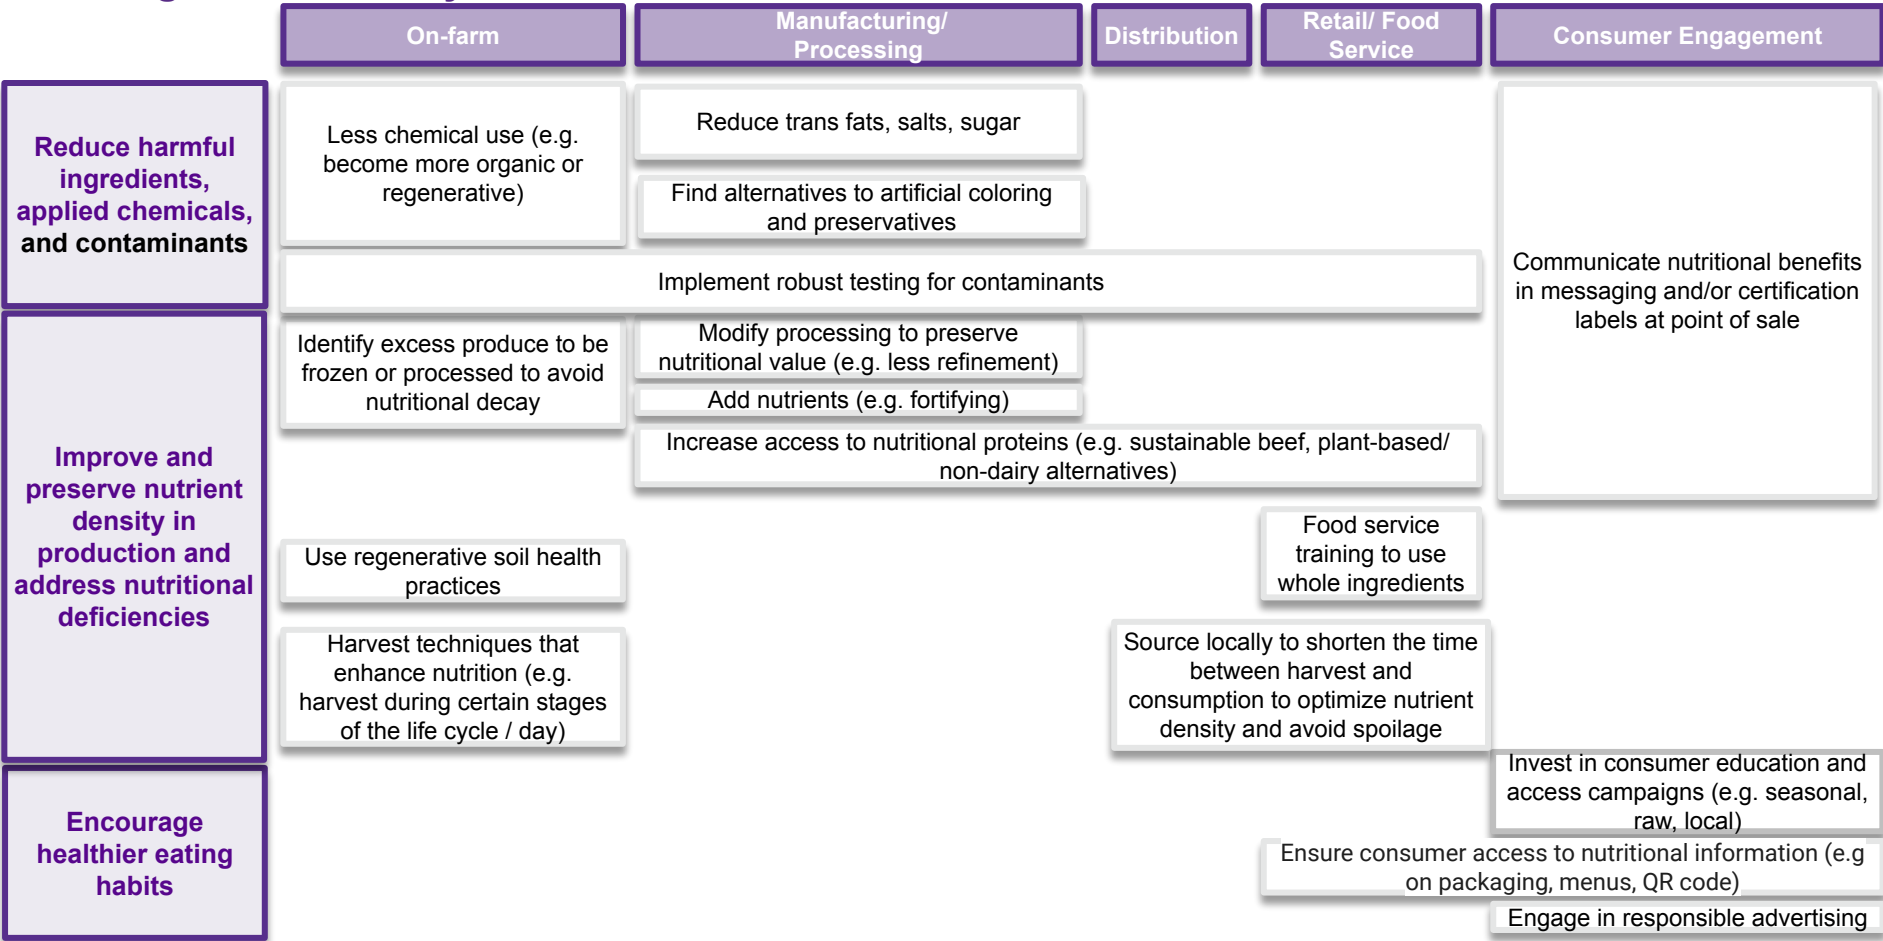 On-farm
Manufacturing/
Processing
Distribution
Retail/ Food
Service
Consumer Engagement
Reduce harmful
ingredients,
applied chemicals,
and contaminants
Less chemical use (e.g.
become more organic or
regenerative)
Reduce trans fats, salts, sugar
Find alternatives to artificial coloring
and preservatives
Implement robust testing for contaminants
Communicate nutritional benefits
in messaging and/or certification
labels at point of sale
Improve and
preserve nutrient
density in
production and
address nutritional
deficiencies
Identify excess produce to be
frozen or processed to avoid
nutritional decay
Modify processing to preserve
nutritional value (e.g. less refinement)
Add nutrients (e.g. fortifying)
Increase access to nutritional proteins (e.g. sustainable beef, plant-based/
non-dairy alternatives)
Use regenerative soil health
practices
Food service
training to use
whole ingredients
Harvest techniques that
enhance nutrition (e.g.
harvest during certain stages
of the life cycle / day)
Source locally to shorten the time
between harvest and
consumption to optimize nutrient
density and avoid spoilage
Encourage
healthier eating
habits
Invest in consumer education and
access campaigns (e.g. seasonal,
raw, local)
Ensure consumer access to nutritional information (e.g
on packaging, menus, QR code)
Engage in responsible advertising